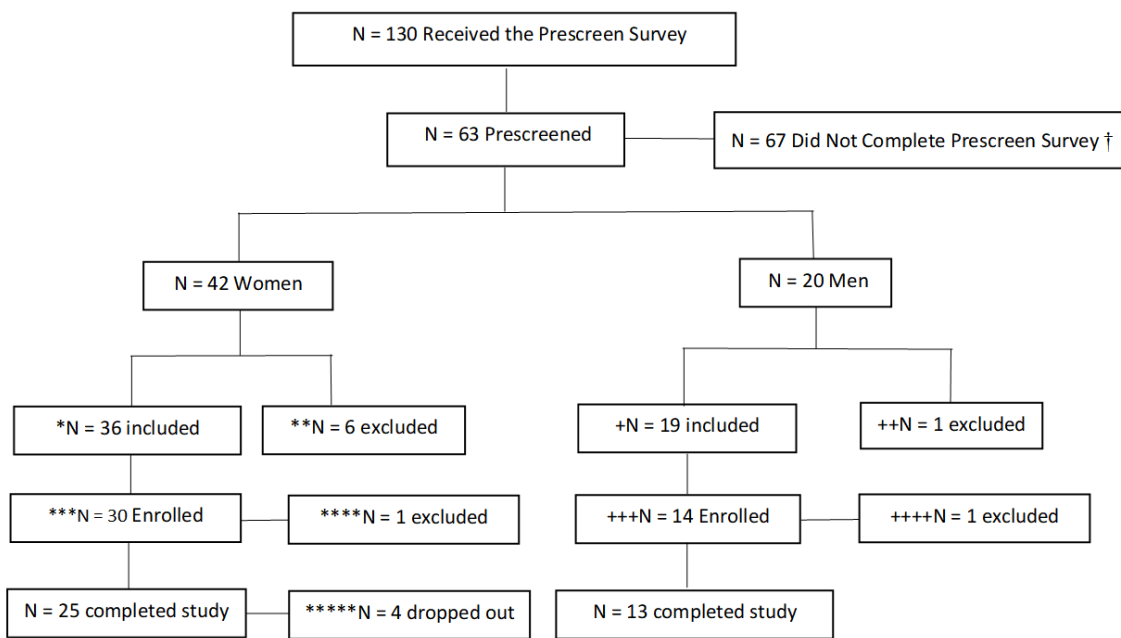 N = 130 Received the Prescreen Survey
N = 63 Prescreened
N = 67 Did Not Complete Prescreen Survey †
N = 42 Women
N = 20 Men
*N = 36 included
**N = 6 excluded
+N = 19 included
++N = 1 excluded
***N = 30 Enrolled
****N = 1 excluded
+++N = 14 Enrolled
++++N = 1 excluded
N = 25 completed study
*****N = 4 dropped out
N = 13 completed study